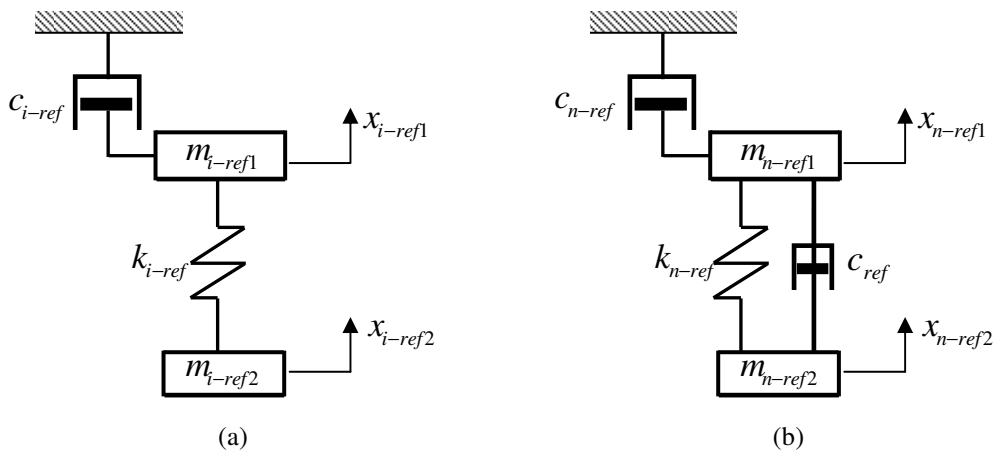 c_{i-ref}
m_{i-ref1}
x_{i-ref1}
k_{i-ref}
m_{i-ref2}
x_{i-ref2}
(a)
c_{n-ref}
m_{n-ref1}
x_{n-ref1}
k_{n-ref}
c_{ref}
m_{n-ref2}
x_{n-ref2}
(b)